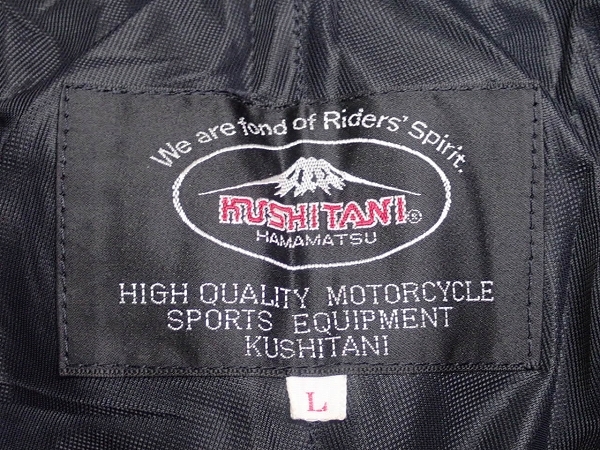 We are fond of Riders' Spirit.
KUSHITANI®
HAMAMATSU
HIGH QUALITY MOTORCYCLE
SPORTS EQUIPMENT
KUSHITANI
L